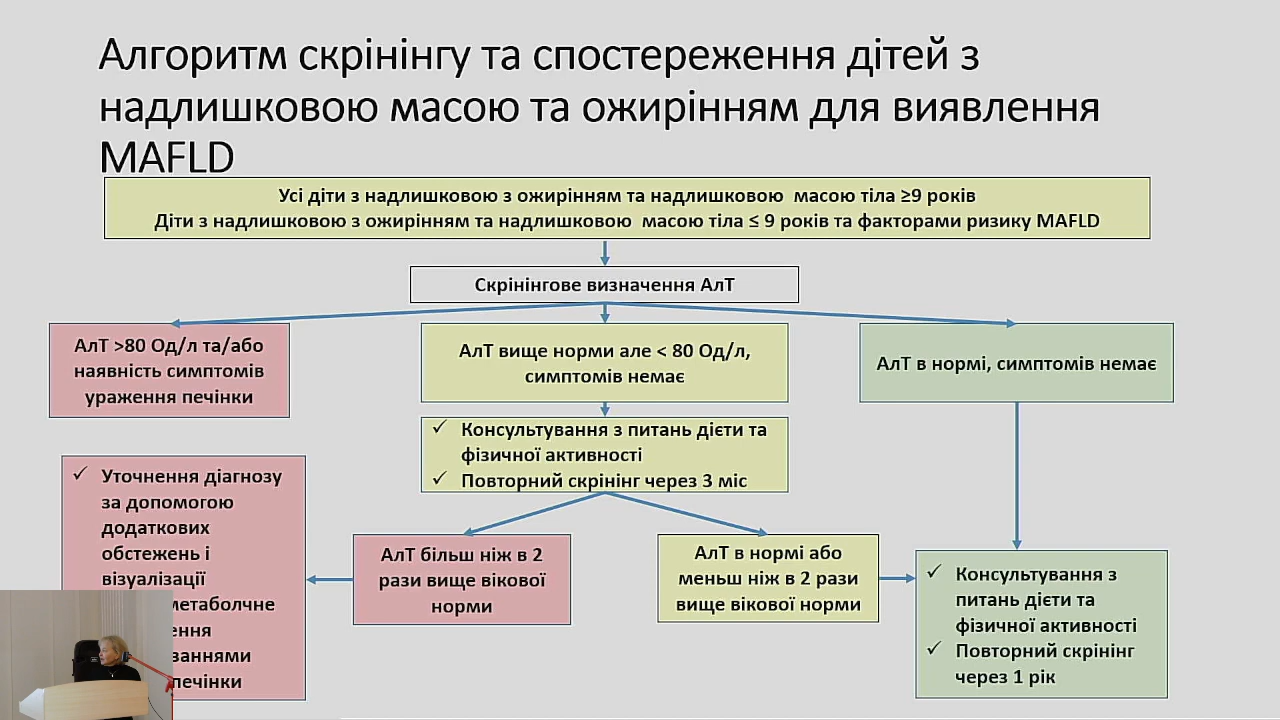 Алгоритм скрінінгу та спостереження дітей з
надлишковою масою та ожирінням для виявлення
MAFLD
Усі діти з надлишковою з ожирінням та надлишковою масою тіла ≥9 років
Діти з надлишковою з ожирінням та надлишковою масою тіла ≤ 9 років та факторами ризику MAFLD
Скрінінгове визначення АлТ
АлТ >80 Од/л та/або
наявність симптомів
ураження печінки
АлТ вище норми але < 80 Од/л,
симптомів немає
АлТ в нормі, симптомів немає
✓ Консультування з питань дієти та
фізичної активності
✓ Повторний скрінінг через 3 міс
✓ Уточнення діагнозу
за допомогою
додаткових
обстежень і
візуалізації
метаболчне
печінки
АлТ більш ніж в 2
рази вище вікової
норми
АлТ в нормі або
меньш ніж в 2 рази
вище вікової норми
✓ Консультування з
питань дієти та
фізичної активності
✓ Повторний скрінінг
через 1 рік